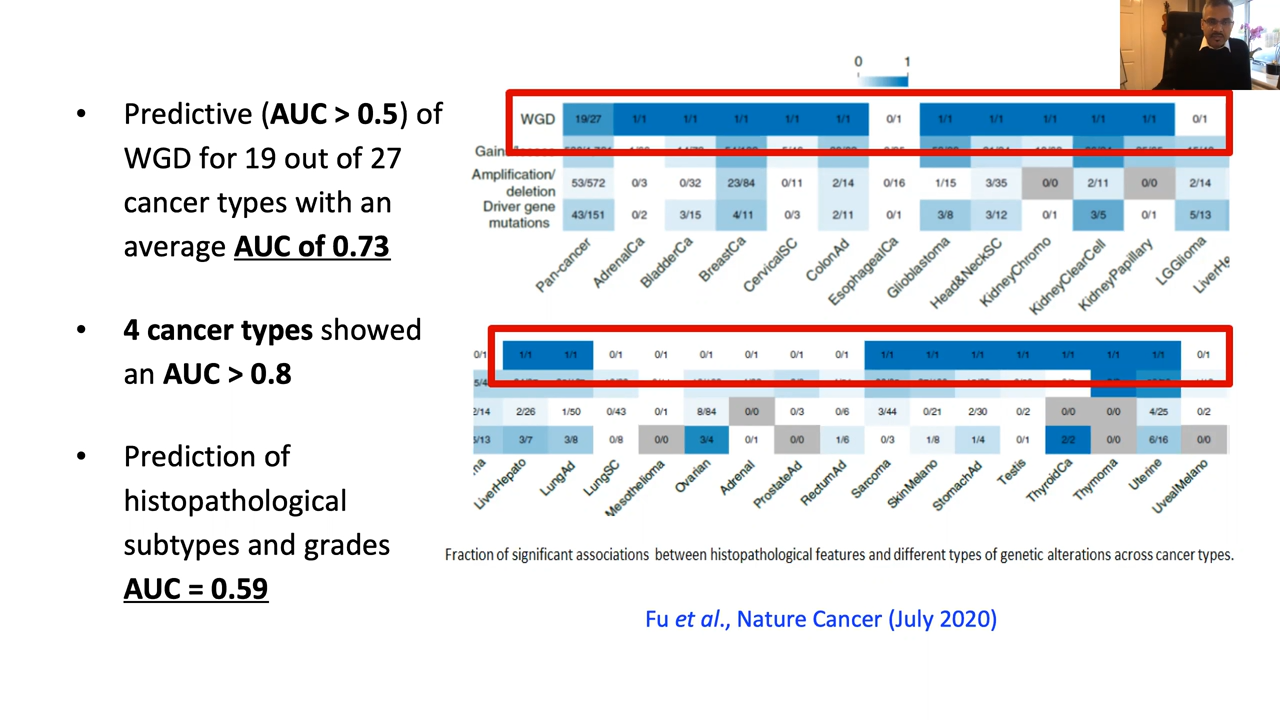 • Predictive (AUC > 0.5) of
WGD for 19 out of 27
cancer types with an
average AUC of 0.73
• 4 cancer types showed
an AUC > 0.8
• Prediction of
histopathological
subtypes and grades
AUC = 0.59
0 1
WGD 19/27 1/1 1/1 1/1 1/1 1/1 0/1 1/1 1/1 1/1 1/1 1/1 0/1
Amplification/
deletion 53/572 0/3 0/32 23/84 0/11 2/14 0/16 1/15 3/35 0/0 2/11 0/0 2/14
Driver gene
mutations 43/151 0/2 3/15 4/11 0/3 2/11 0/1 3/8 3/12 0/1 3/5 0/1 5/13
Pan-cancer AdrenalCa BladderCa BreastCa CervicalSC ColonAd EsophagealCa Glioblastoma Head&NeckSC KidneyChromo KidneyClearCell KidneyPapillary LGGlioma LiverHe
0/1 1/1 1/1 0/1 0/1 0/1 0/1 0/1 0/1 1/1 1/1 1/1 1/1 1/1 1/1 1/1 0/1
2/14 2/26 1/50 0/43 0/1 8/84 0/0 0/3 0/6 3/44 0/21 2/30 0/2 0/0 0/0 4/25 0/2
3/7 3/8 0/8 0/0 3/4 0/1 0/0 1/6 0/3 1/8 1/4 0/1 2/2 0/0 6/16 0/0
na LiverHepato LungAd LungSC Mesothelioma Ovarian Adrenal ProstateAd RectumAd Sarcoma SkinMelano StomachAd Testis ThyroidCa Thymoma Uterine UvealMelano
Fraction of significant associations between histopathological features and different types of genetic alterations across cancer types.
Fu et al., Nature Cancer (July 2020)